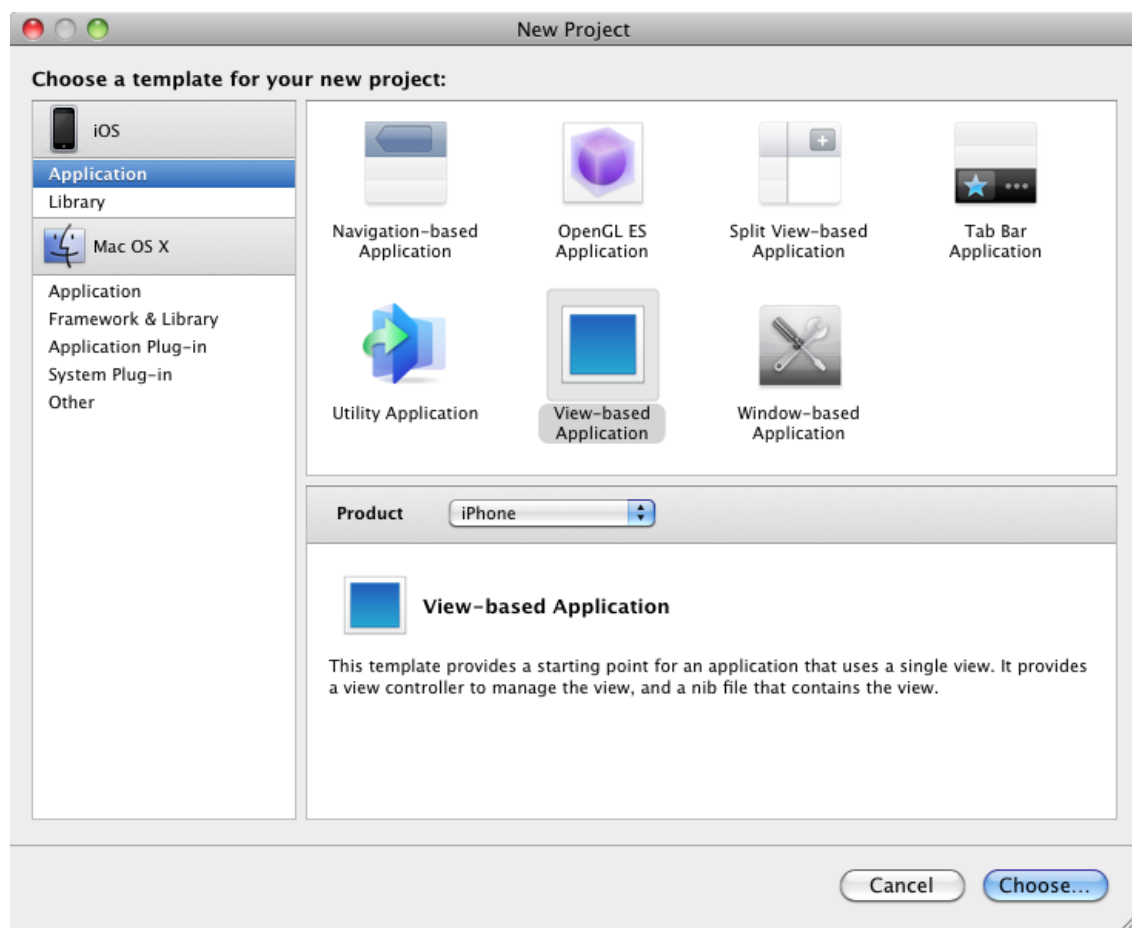 New Project
Choose a template for your new project:
iOS
Application
Library
Mac OS X
Application
Framework & Library
Application Plug-in
System Plug-in
Other
Navigation-based
Application
OpenGL ES
Application
Split View-based
Application
Tab Bar
Application
Utility Application
View-based
Application
Window-based
Application
Product
iPhone
View-based Application
This template provides a starting point for an application that uses a single view. It provides
a view controller to manage the view, and a nib file that contains the view.
Cancel
Choose...